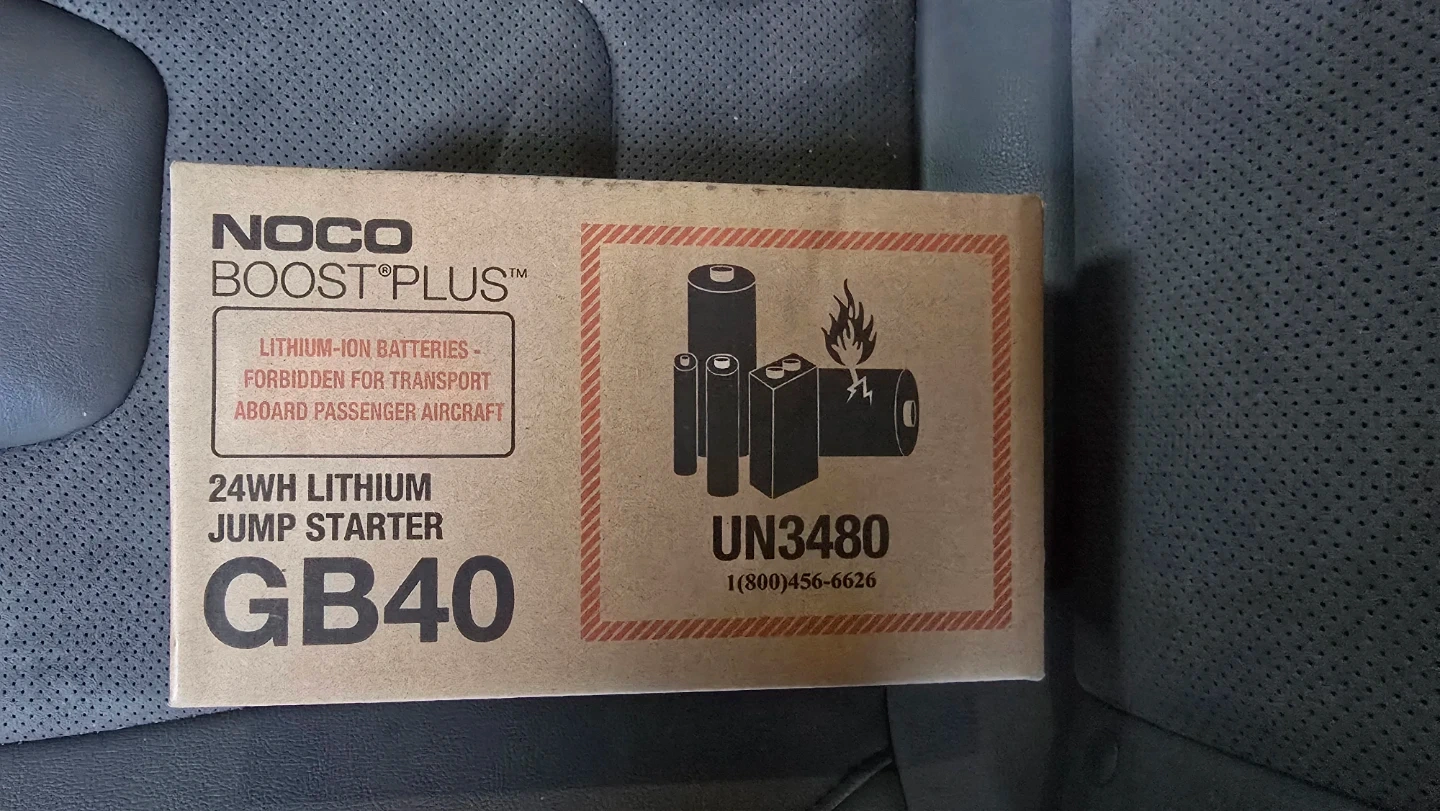 NOCO
BOOST®PLUS™
LITHIUM-ION BATTERIES -
FORBIDDEN FOR TRANSPORT
ABOARD PASSENGER AIRCRAFT
24WH LITHIUM
JUMP STARTER
GB40
UN3480
1(800)456-6626